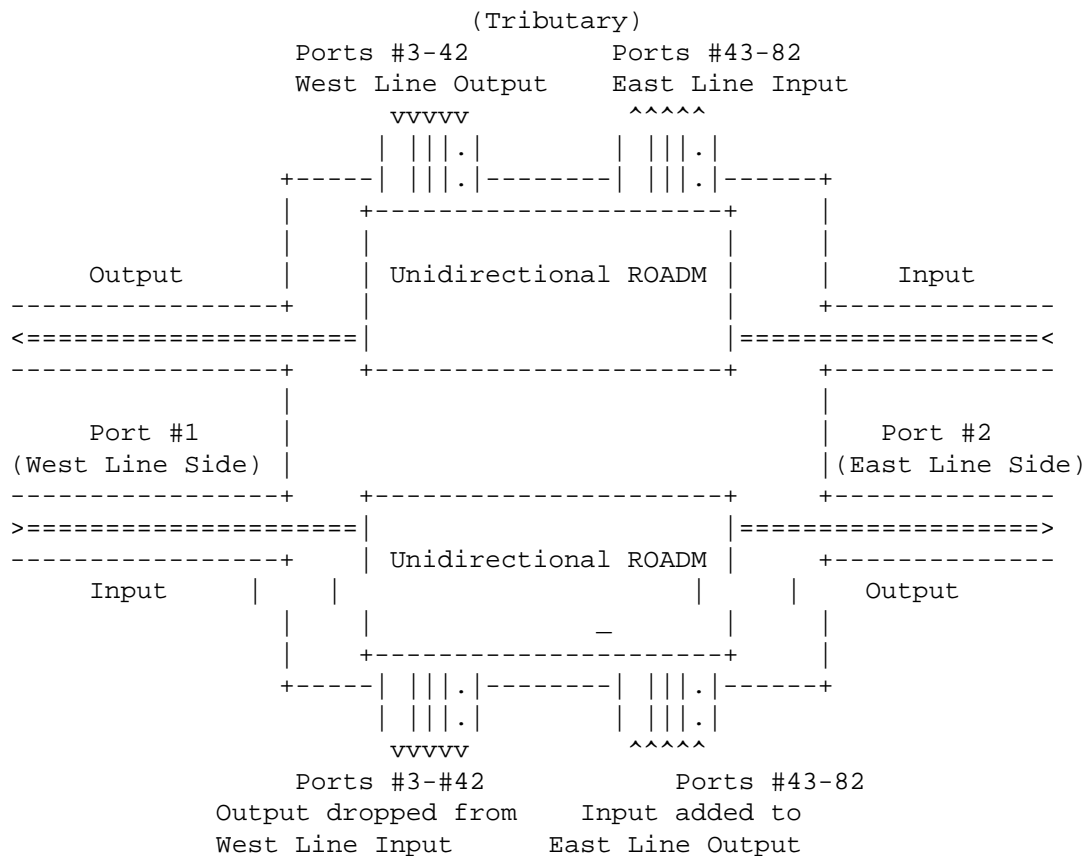 (Tributary)
Ports #3-42 Ports #43-82
West Line Output East Line Input
vvvvv ^^^^^
| |||.| | |||.|
+-----| |||.|--------| |||.|------+
| +----------------------+ |
| | | |
Output | | Unidirectional ROADM | | Input
-----------------+ | | +--------------
<=====================| |===================<
-----------------+ +----------------------+ +--------------
| |
Port #1 | | Port #2
(West Line Side) | |(East Line Side)
-----------------+ +----------------------+ +--------------
>=====================| |===================>
-----------------+ | Unidirectional ROADM | +--------------
Input | | | | Output
| | _ | |
| +----------------------+ |
+-----| |||.|--------| |||.|------+
| |||.| | |||.|
vvvvv ^^^^^
Ports #3-#42 Ports #43-82
Output dropped from Input added to
West Line Input East Line Output